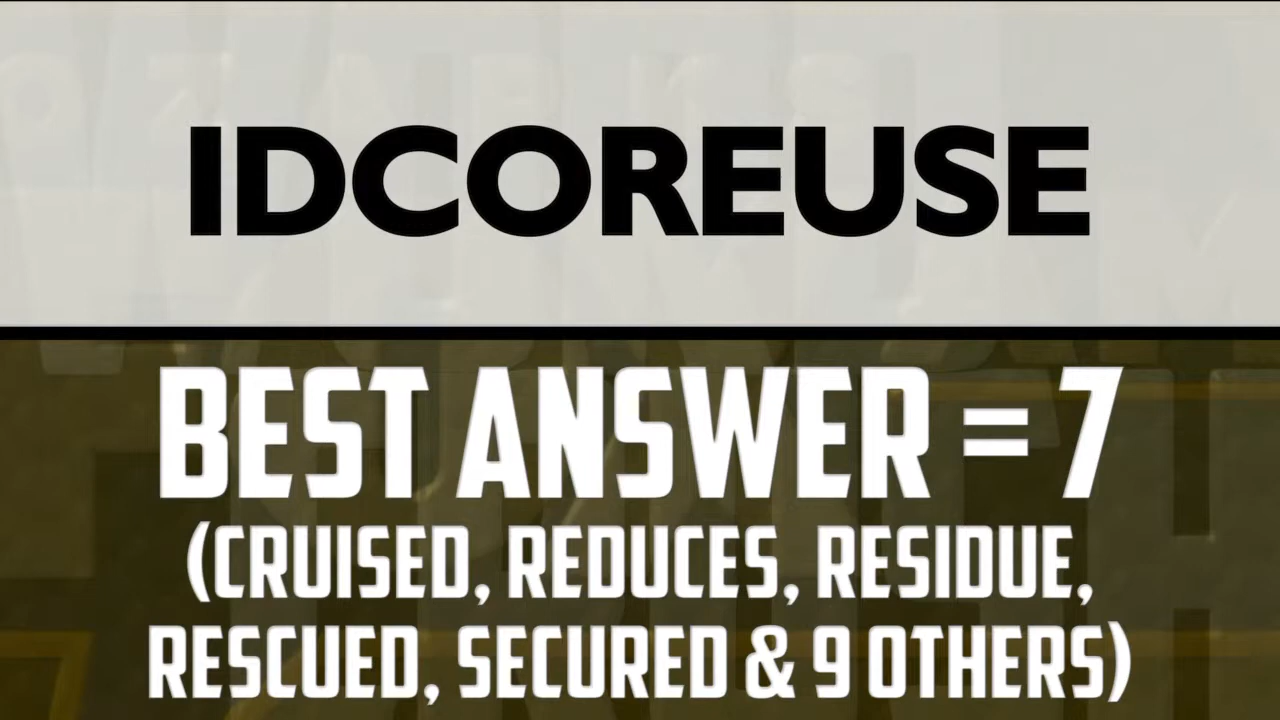 IDCOREUSE
BEST ANSWER = 7
(CRUISED, REDUCES, RESIDUE,
RESCUED, SECURED & 9 OTHERS)